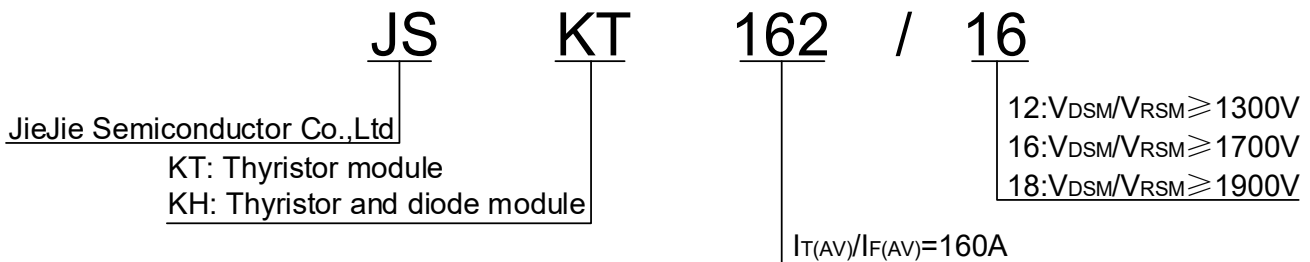 JS KT 162 / 16
JieJie Semiconductor Co.,Ltd
KT: Thyristor module
KH: Thyristor and diode module
12:VDSM/VRSM≥1300V
16:VDSM/VRSM≥1700V
18:VDSM/VRSM≥1900V
IT(AV)/IF(AV)=160A